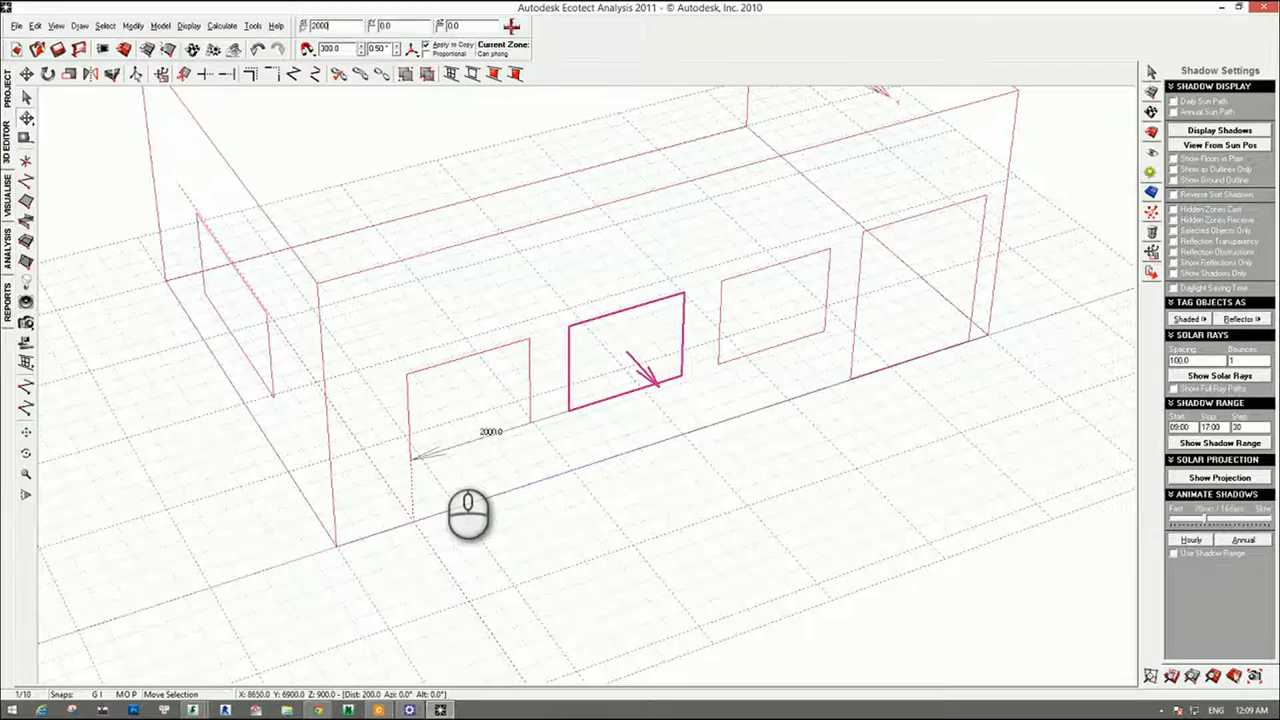 Autodesk Ecotect Analysis 2011 - © Autodesk, Inc. 2010
File Edit View Draw Select Modify Model Display Calculate Tools Help
2000 0.0 0.0
300.0 0.50° Apply to Copy Current Zone:
Proportional Can phong
PROJECT
3D EDITOR
VISUALISE
ANALYSIS
REPORTS
2000.0
Shadow Settings
SHADOW DISPLAY
Daily Sun Path
Annual Sun Path
Display Shadows
View From Sun Pos
Show Floors in Plan
Show as Outlines Only
Show Ground Outline
Reverse Sort Shadows
Hidden Zones Cast
Hidden Zones Receive
Selected Objects Only
Reflection Transparency
Reflection Obstructions
Show Reflections Only
Show Shadows Only
Daylight Saving Time
TAG OBJECTS AS
Shaded Reflector
SOLAR RAYS
Spacing: Bounces:
100.0 1
Show Solar Rays
Show Full Ray Paths
SHADOW RANGE
Start: Stop: Step:
09:00 17:00 30
Show Shadow Range
SOLAR PROJECTION
Show Projection
ANIMATE SHADOWS
Fast Slow
Hourly Annual
Use Shadow Range
1/10 Snaps: G I M O P Move Selection X: 8650.0 Y: 6900.0 Z: 900.0 - [Dist: 200.0 Azi: 0.0° Alt: 0.0°]
ENG 12:09 AM